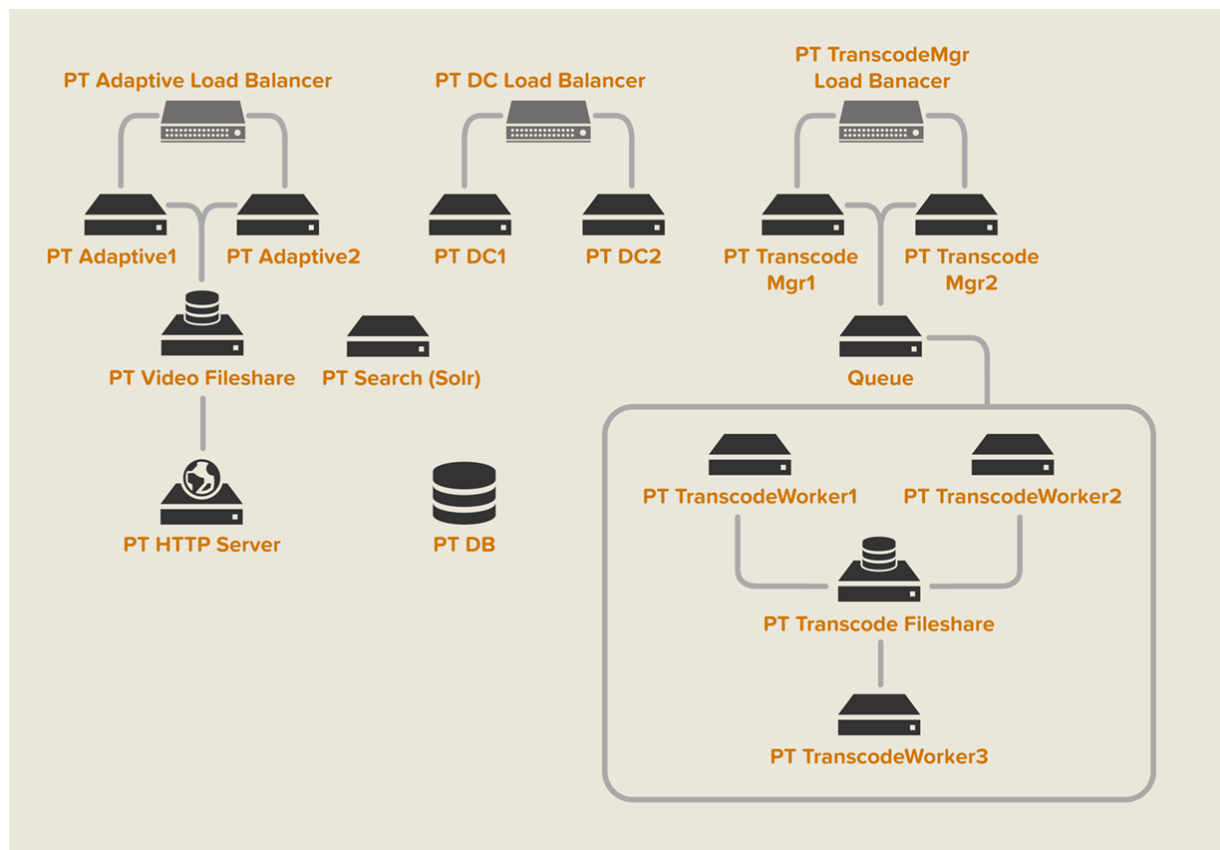 PT Adaptive Load Balancer
PT DC Load Balancer
PT TranscodeMgr
Load Banacer
PT Adaptive1
PT Adaptive2
PT DC1
PT DC2
PT Transcode
Mgr1
PT Transcode
Mgr2
PT Video Fileshare
PT Search (Solr)
Queue
PT HTTP Server
PT DB
PT TranscodeWorker1
PT TranscodeWorker2
PT Transcode Fileshare
PT TranscodeWorker3